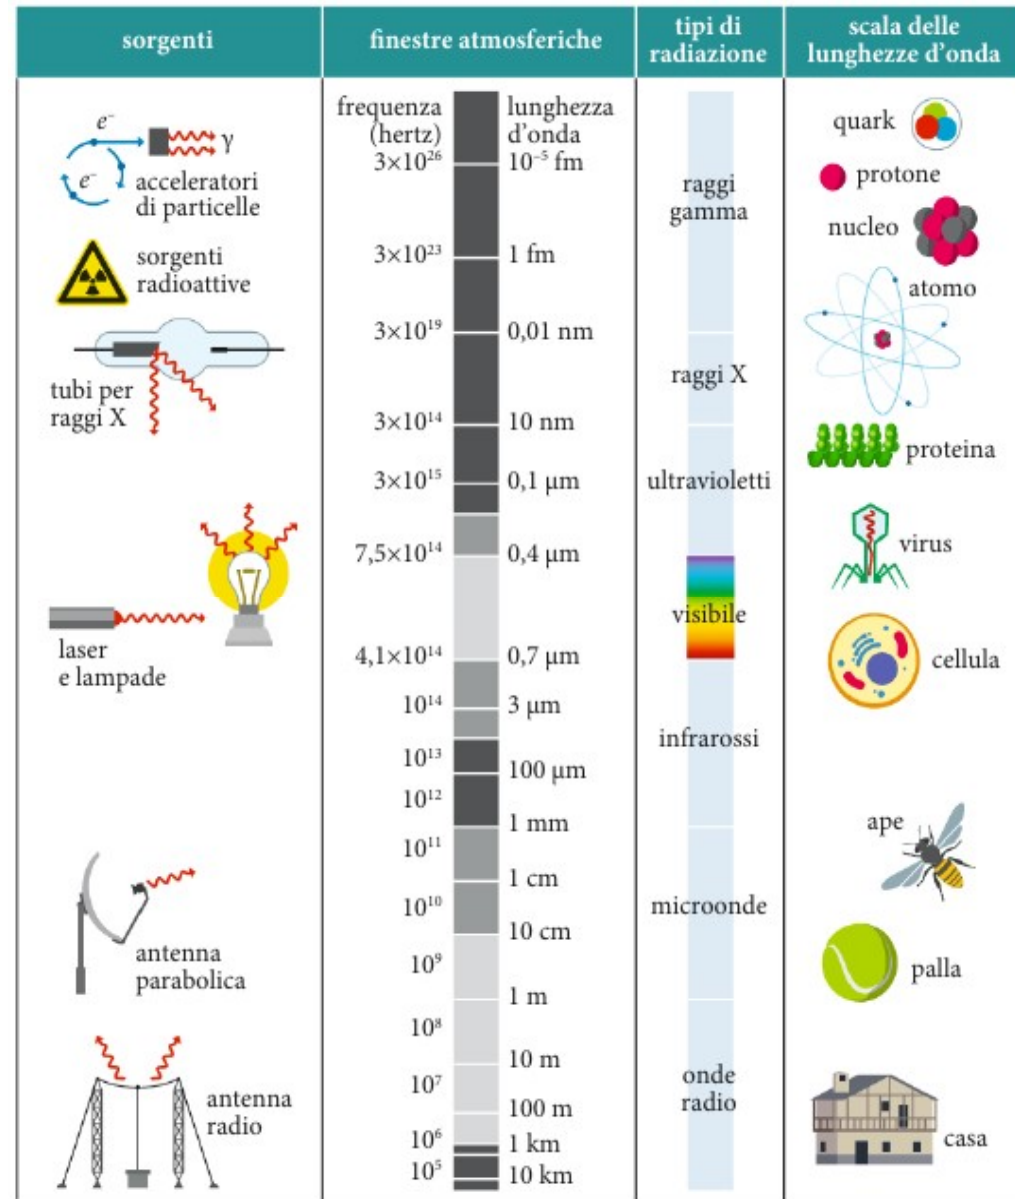 sorgenti
finestre atmosferiche
tipi di
radiazione
scala delle
lunghezze d'onda
e⁻
γ
e⁻
acceleratori
di particelle
sorgenti
radioattive
tubi per
raggi X
laser
e lampade
antenna
parabolica
antenna
radio
frequenza
(hertz)
lunghezza
d'onda
3×10²⁶ 10⁻⁵ fm
3×10²³ 1 fm
3×10¹⁹ 0,01 nm
3×10¹⁴ 10 nm
3×10¹⁵ 0,1 μm
7,5×10¹⁴ 0,4 μm
4,1×10¹⁴ 0,7 μm
10¹⁴ 3 μm
10¹³
100 μm
10¹²
1 mm
10¹¹
1 cm
10¹⁰
10 cm
10⁹
1 m
10⁸
10 m
10⁷
100 m
10⁶
1 km
10⁵
10 km
raggi
gamma
raggi X
ultravioletti
visibile
infrarossi
microonde
onde
radio
quark
protone
nucleo
atomo
proteina
virus
cellula
ape
palla
casa